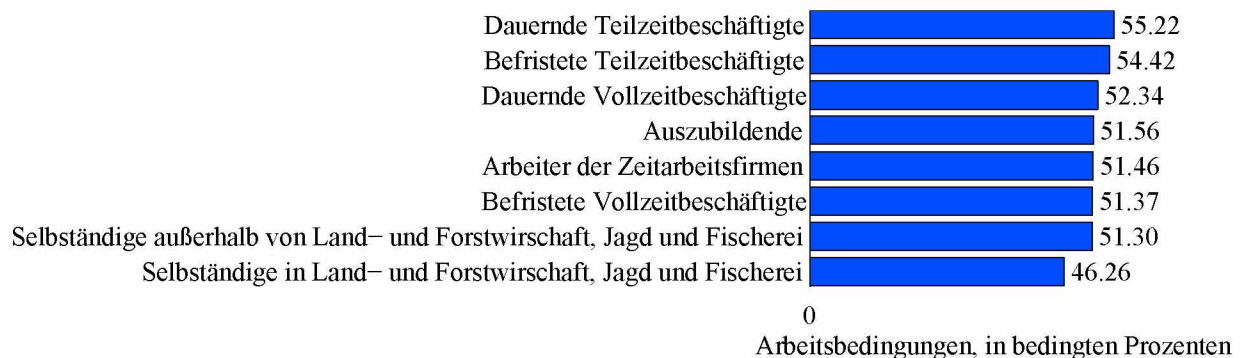 Dauernde Teilzeitbeschäftigte 55.22
Befristete Teilzeitbeschäftigte 54.42
Dauernde Vollzeitbeschäftigte 52.34
Auszubildende 51.56
Arbeiter der Zeitarbeitsfirmen 51.46
Befristete Vollzeitbeschäftigte 51.37
Selbständige außerhalb von Land− und Forstwirschaft, Jagd und Fischerei 51.30
Selbständige in Land− und Forstwirschaft, Jagd und Fischerei 46.26
0
Arbeitsbedingungen, in bedingten Prozenten